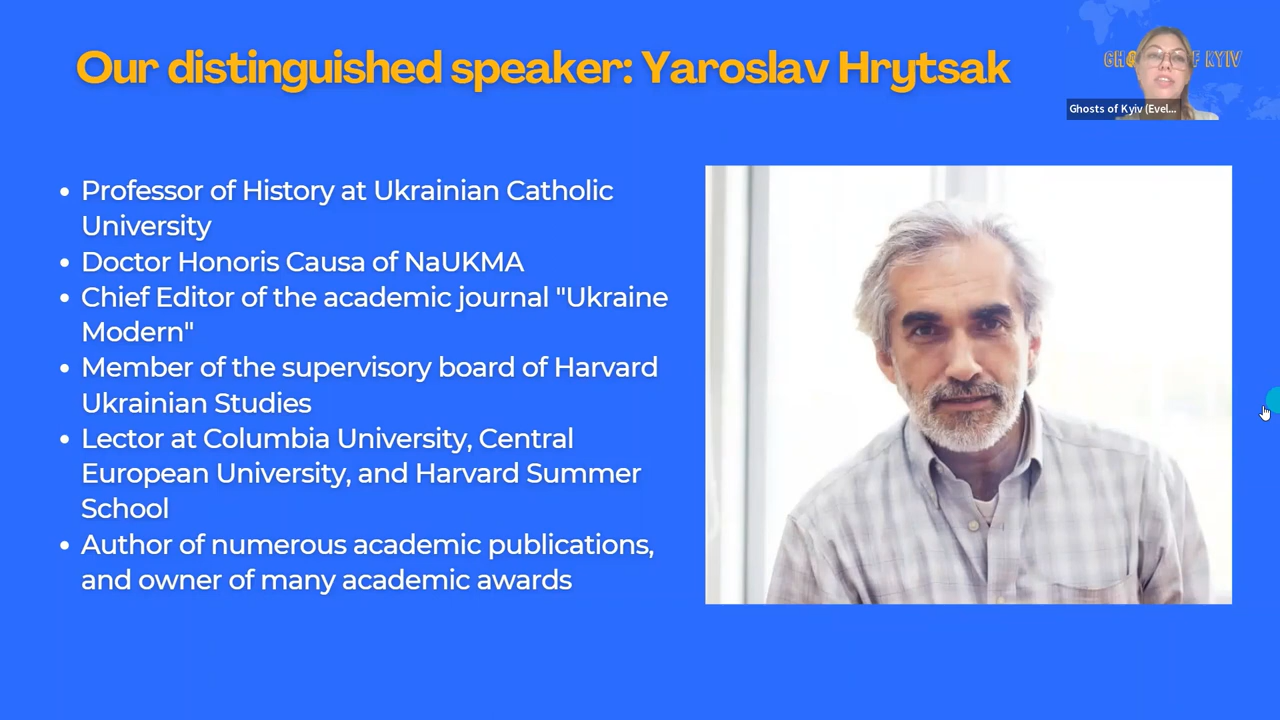 Our distinguished speaker: Yaroslav Hrytsak
Ghosts of Kyiv (Evel...
• Professor of History at Ukrainian Catholic
University
• Doctor Honoris Causa of NaUKMA
• Chief Editor of the academic journal "Ukraine
Modern"
• Member of the supervisory board of Harvard
Ukrainian Studies
• Lector at Columbia University, Central
European University, and Harvard Summer
School
• Author of numerous academic publications,
and owner of many academic awards